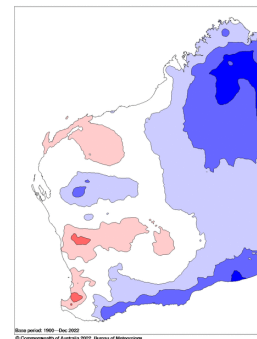 Base period: 1900–Dec 2022
© Commonwealth of Australia 2022, Bureau of Meteorology